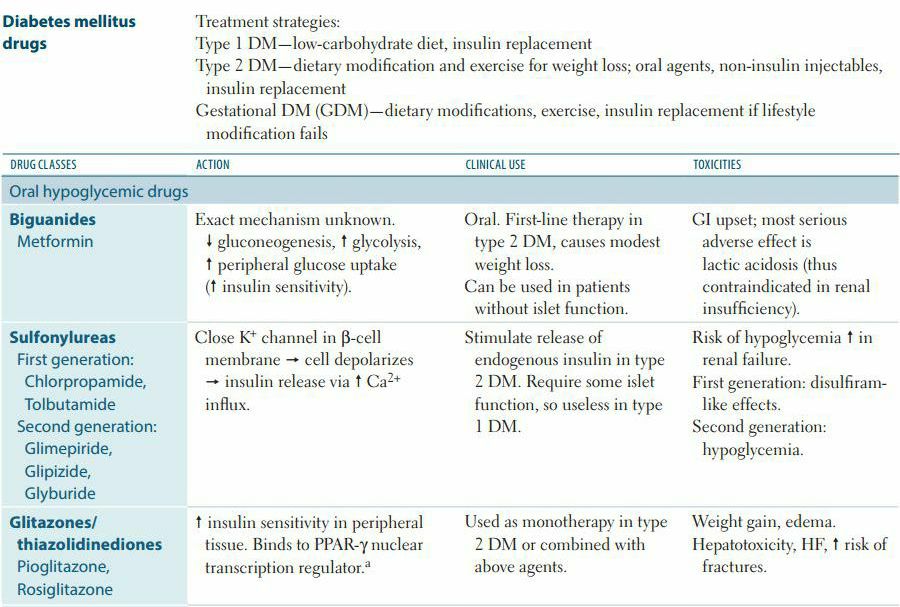 Diabetes mellitus
drugs
Treatment strategies:
Type 1 DM—low-carbohydrate diet, insulin replacement
Type 2 DM—dietary modification and exercise for weight loss; oral agents, non-insulin injectables,
insulin replacement
Gestational DM (GDM)—dietary modifications, exercise, insulin replacement if lifestyle
modification fails
DRUG CLASSES
ACTION
CLINICAL USE
TOXICITIES
Oral hypoglycemic drugs
Biguanides
Metformin
Exact mechanism unknown.
↓ gluconeogenesis, ↑ glycolysis,
↑ peripheral glucose uptake
(↑ insulin sensitivity).
Oral. First-line therapy in
type 2 DM, causes modest
weight loss.
Can be used in patients
without islet function.
GI upset; most serious
adverse effect is
lactic acidosis (thus
contraindicated in renal
insufficiency).
Sulfonylureas
First generation:
Chlorpropamide,
Tolbutamide
Second generation:
Glimepiride,
Glipizide,
Glyburide
Close K⁺ channel in β-cell
membrane → cell depolarizes
→ insulin release via ↑ Ca²⁺
influx.
Stimulate release of
endogenous insulin in type
2 DM. Require some islet
function, so useless in type
1 DM.
Risk of hypoglycemia ↑ in
renal failure.
First generation: disulfiram-
like effects.
Second generation:
hypoglycemia.
Glitazones/
thiazolidinediones
Pioglitazone,
Rosiglitazone
↑ insulin sensitivity in peripheral
tissue. Binds to PPAR-γ nuclear
transcription regulator.ᵃ
Used as monotherapy in type
2 DM or combined with
above agents.
Weight gain, edema.
Hepatotoxicity, HF, ↑ risk of
fractures.